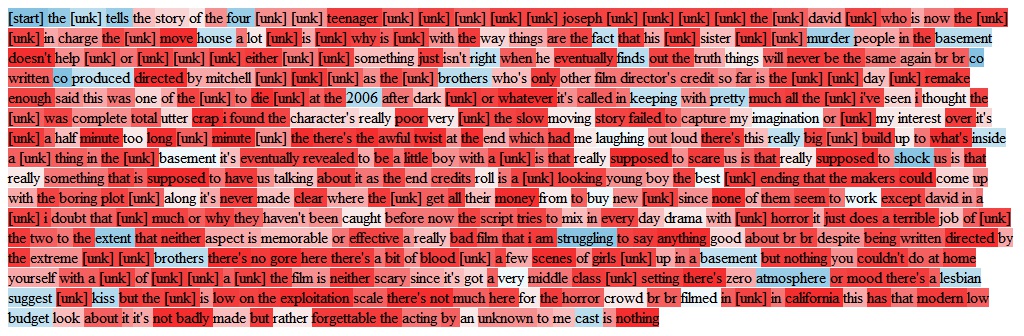 [start] the [unk] tells the story of the four [unk] [unk] teenager [unk] [unk] [unk] [unk] [unk] joseph [unk] [unk] [unk] [unk] the [unk] david [unk] who is now the [unk]
[unk] in charge the [unk] move house a lot [unk] is [unk] why is [unk] with the way things are the fact that his [unk] sister [unk] [unk] murder people in the basement
doesn't help [unk] or [unk] [unk] either [unk] [unk] something just isn't right when he eventually finds out the truth things will never be the same again br br co
written co produced directed by mitchell [unk] [unk] [unk] as the [unk] brothers who's only other film director's credit so far is the [unk] [unk] day [unk] remake
enough said this was one of the [unk] to die [unk] at the 2006 after dark [unk] or whatever it's called in keeping with pretty much all the [unk] i've seen i thought the
[unk] was complete total utter crap i found the character's really poor very [unk] the slow moving story failed to capture my imagination or [unk] my interest over it's
[unk] a half minute too long [unk] minute [unk] the there's the awful twist at the end which had me laughing out loud there's this really big [unk] build up to what's inside
a [unk] thing in the [unk] basement it's eventually revealed to be a little boy with a [unk] is that really supposed to scare us is that really supposed to shock us is that
really something that is supposed to have us talking about it as the end credits roll is a [unk] looking young boy the best [unk] ending that the makers could come up
with the boring plot [unk] along it's never made clear where the [unk] get all their money from to buy new [unk] since none of them seem to work except david in a
[unk] i doubt that [unk] much or why they haven't been caught before now the script tries to mix in every day drama with [unk] horror it just does a terrible job of [unk]
the two to the extent that neither aspect is memorable or effective a really bad film that i am struggling to say anything good about br br despite being written directed by
the extreme [unk] [unk] brothers there's no gore here there's a bit of blood [unk] a few scenes of girls [unk] up in a basement but nothing you couldn't do at home
yourself with a [unk] of [unk] [unk] a [unk] the film is neither scary since it's got a very middle class [unk] setting there's zero atmosphere or mood there's a lesbian
suggest [unk] kiss but the [unk] is low on the exploitation scale there's not much here for the horror crowd br br filmed in [unk] in california this has that modern low
budget look about it it's not badly made but rather forgettable the acting by an unknown to me cast is nothing